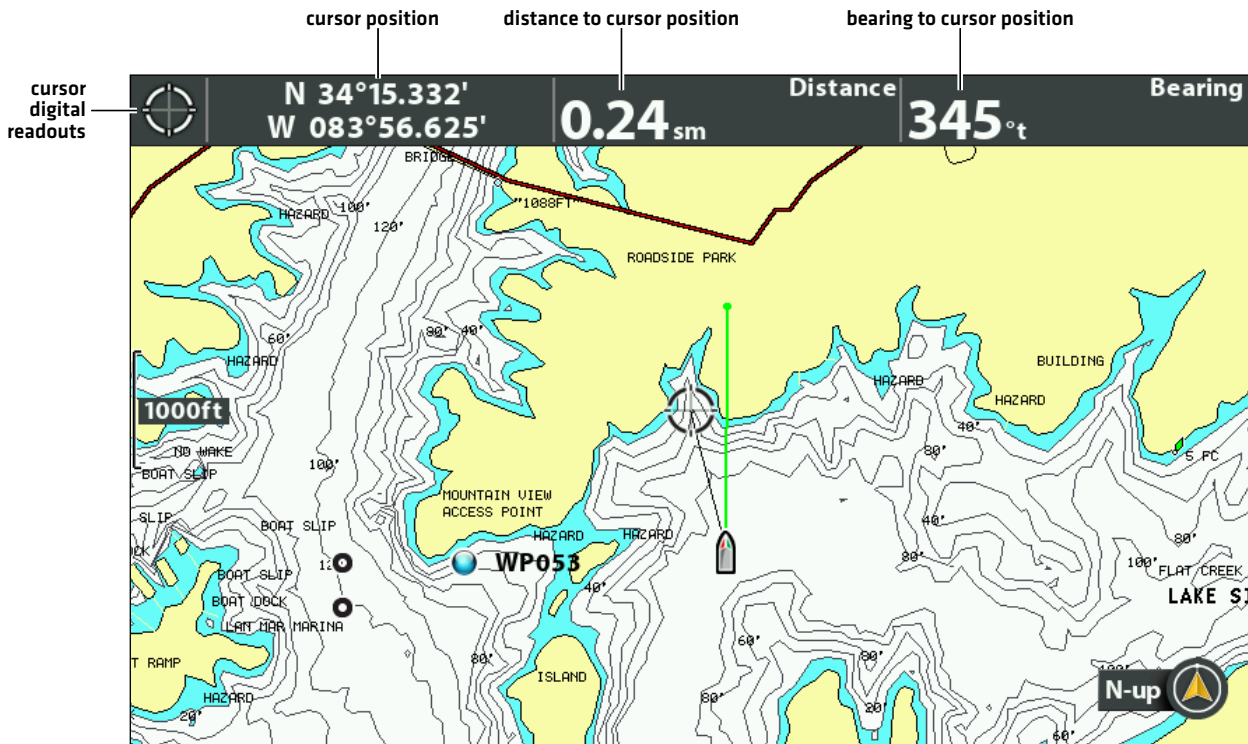 cursor position
distance to cursor position
bearing to cursor position
cursor
digital
readouts
N 34°15.332'
W 083°56.625'
Distance
0.24 sm
Bearing
345 °t
BRIDGE
HAZARD
100'
"1088FT"
120'
ROADSIDE PARK
60'
80'
40'
HAZARD
BUILDING
HAZARD
HAZARD
1000ft
40'
NO WAKE
80'
5 FC
BOAT SLIP
100'
MOUNTAIN VIEW
ACCESS POINT
SLIP
BOAT SLIP
40'
HAZARD
HAZARD
80'
80'
WP053
100'
FLAT CREEK
BOAT SLIP
40'
LAKE
BOAT DOCK
LAN MAR MARINA
60'
80'
80'
T RAMP
100'
ISLAND
N-up
HAZARD
80'
20'
20'
60'